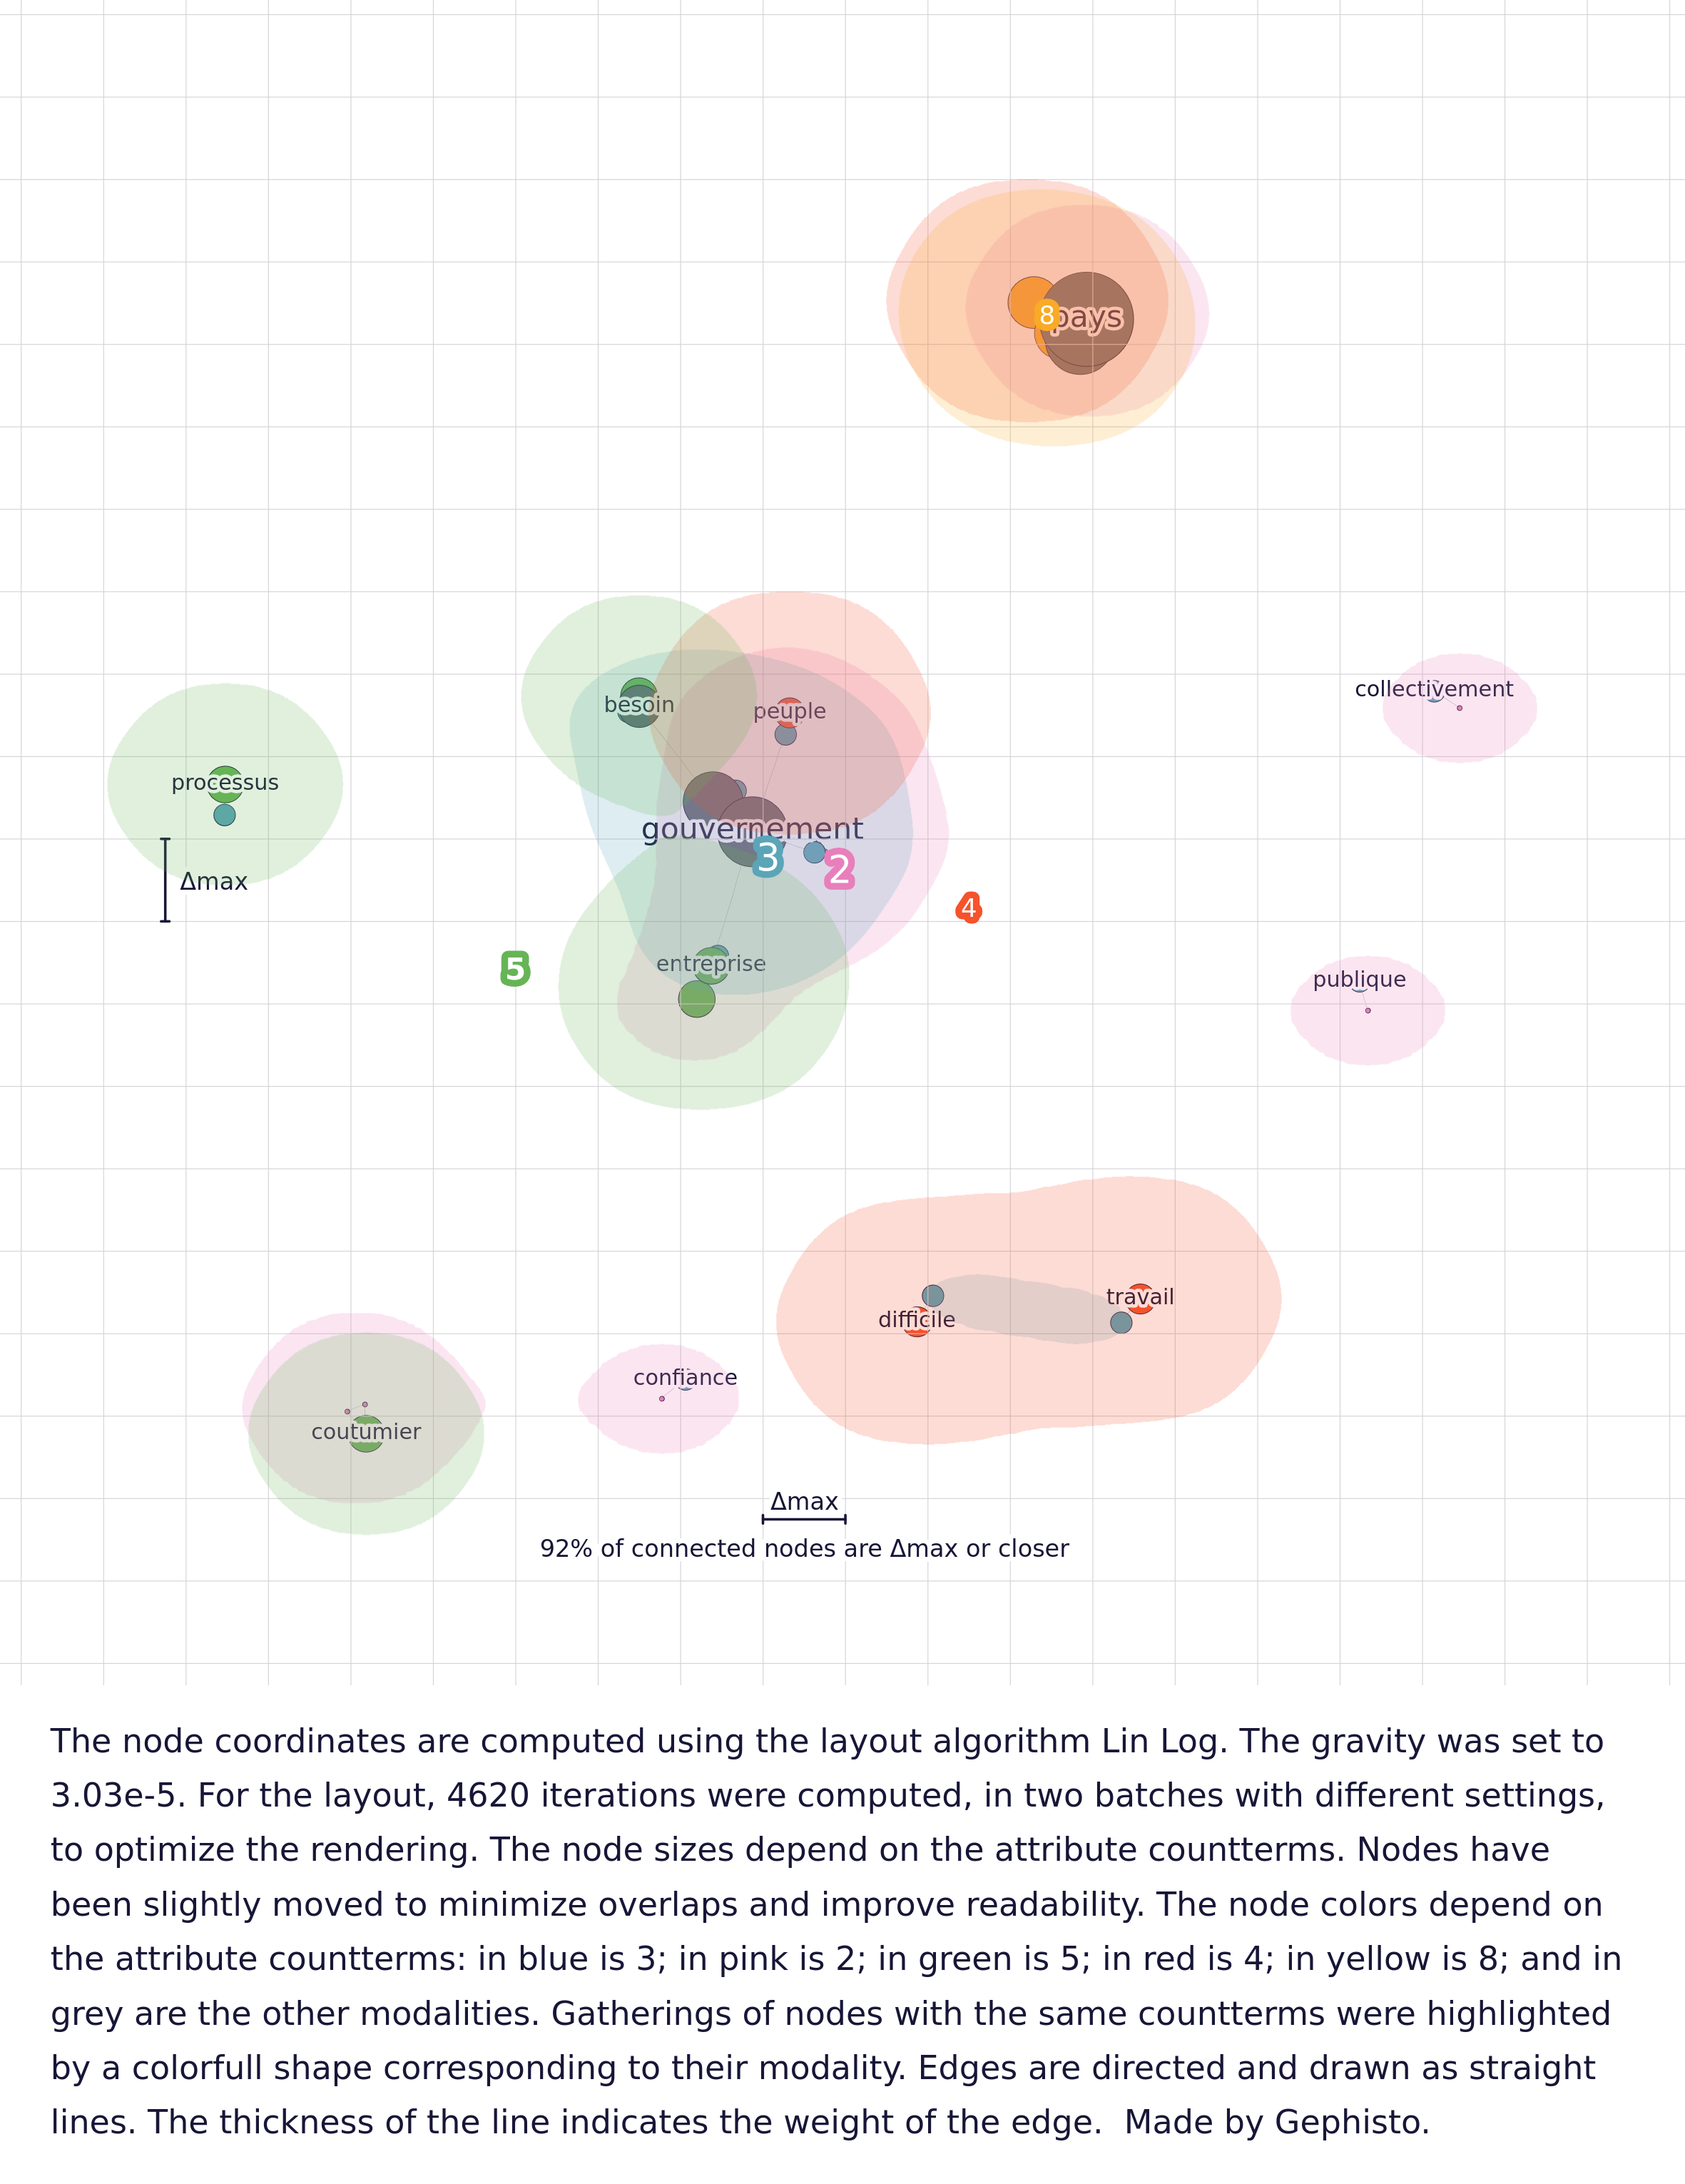 8
pays
collectivement
besoin
peuple
processus
gouvernement
3
2
Δmax
4
entreprise
5
publique
travail
difficile
confiance
coutumier
Δmax
92% of connected nodes are Δmax or closer
The node coordinates are computed using the layout algorithm Lin Log. The gravity was set to
3.03e-5. For the layout, 4620 iterations were computed, in two batches with different settings,
to optimize the rendering. The node sizes depend on the attribute countterms. Nodes have
been slightly moved to minimize overlaps and improve readability. The node colors depend on
the attribute countterms: in blue is 3; in pink is 2; in green is 5; in red is 4; in yellow is 8; and in
grey are the other modalities. Gatherings of nodes with the same countterms were highlighted
by a colorfull shape corresponding to their modality. Edges are directed and drawn as straight
lines. The thickness of the line indicates the weight of the edge.  Made by Gephisto.